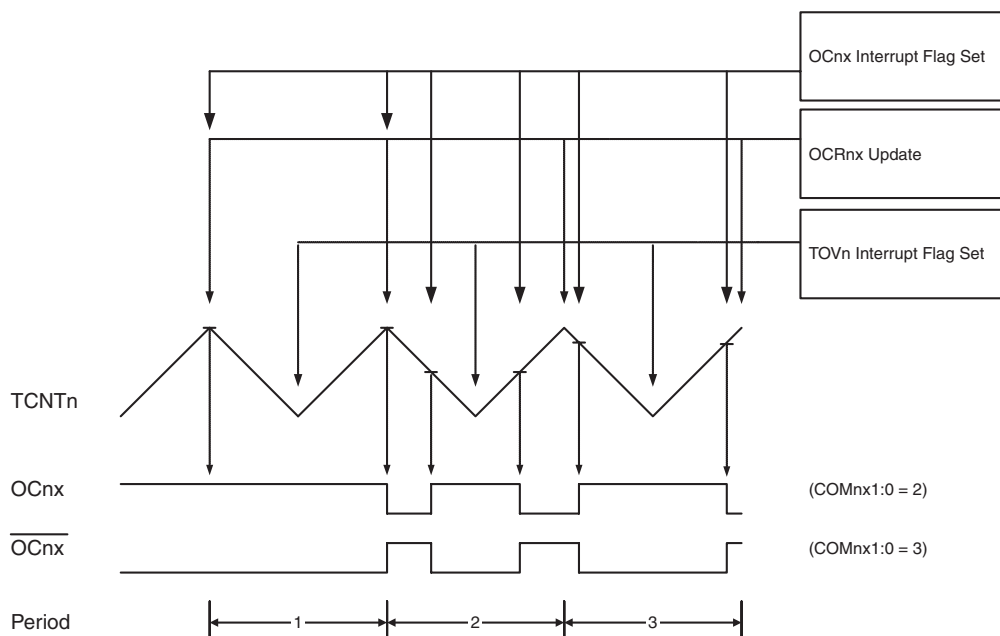 OCnx Interrupt Flag Set
OCRnx Update
TOVn Interrupt Flag Set
TCNTn
OCnx (COMnx1:0 = 2)
OCnx (COMnx1:0 = 3)
Period 1 2 3